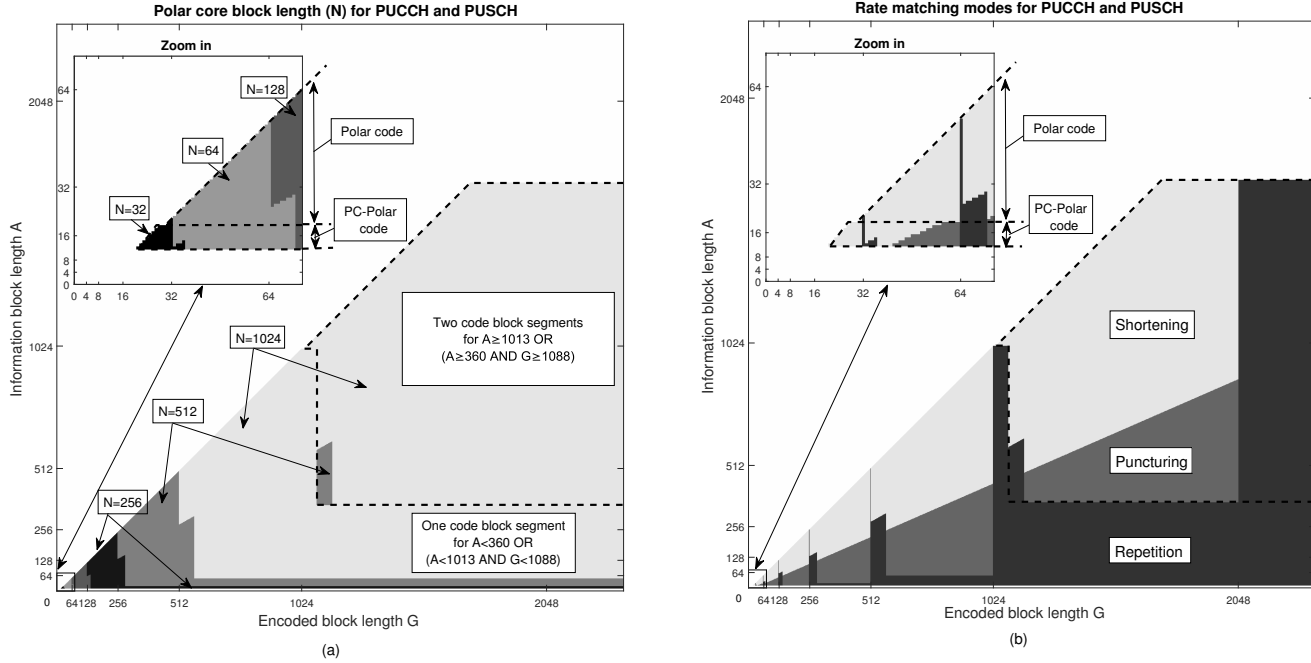 Polar core block length (N) for PUCCH and PUSCH
Zoom in
64
32
16
8
4
0
0 4 8 16 32 64
N=128
N=64
N=32
Polar code
PC-Polar
code
2048
1024
512
256
128
64
0
Information block length A
N=1024
N=512
N=256
Two code block segments
for A≥1013 OR
(A≥360 AND G≥1088)
One code block segment
for A<360 OR
(A<1013 AND G<1088)
64 128 256 512 1024 2048
Encoded block length G
(a)
Rate matching modes for PUCCH and PUSCH
Zoom in
64
32
16
8
4
0
0 4 8 16 32 64
Polar code
PC-Polar
code
2048
1024
512
256
128
64
0
Information block length A
Shortening
Puncturing
Repetition
64 128 256 512 1024 2048
Encoded block length G
(b)